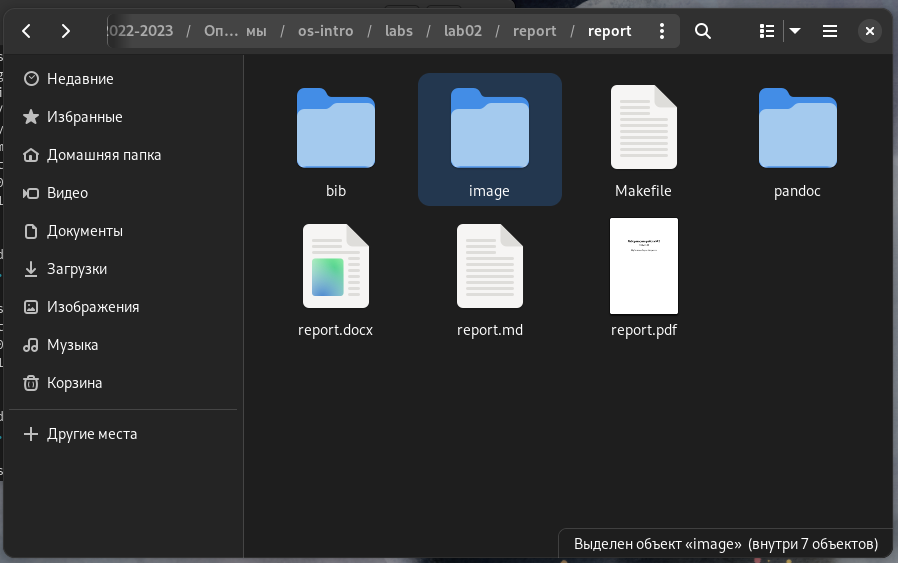 2022-2023 / Оп… мы / os-intro / labs / lab02 / report / report
Недавние
Избранные
Домашняя папка
Видео
Документы
Загрузки
Изображения
Музыка
Корзина
Другие места
bib image Makefile pandoc
report.docx report.md report.pdf
Выделен объект «image» (внутри 7 объектов)